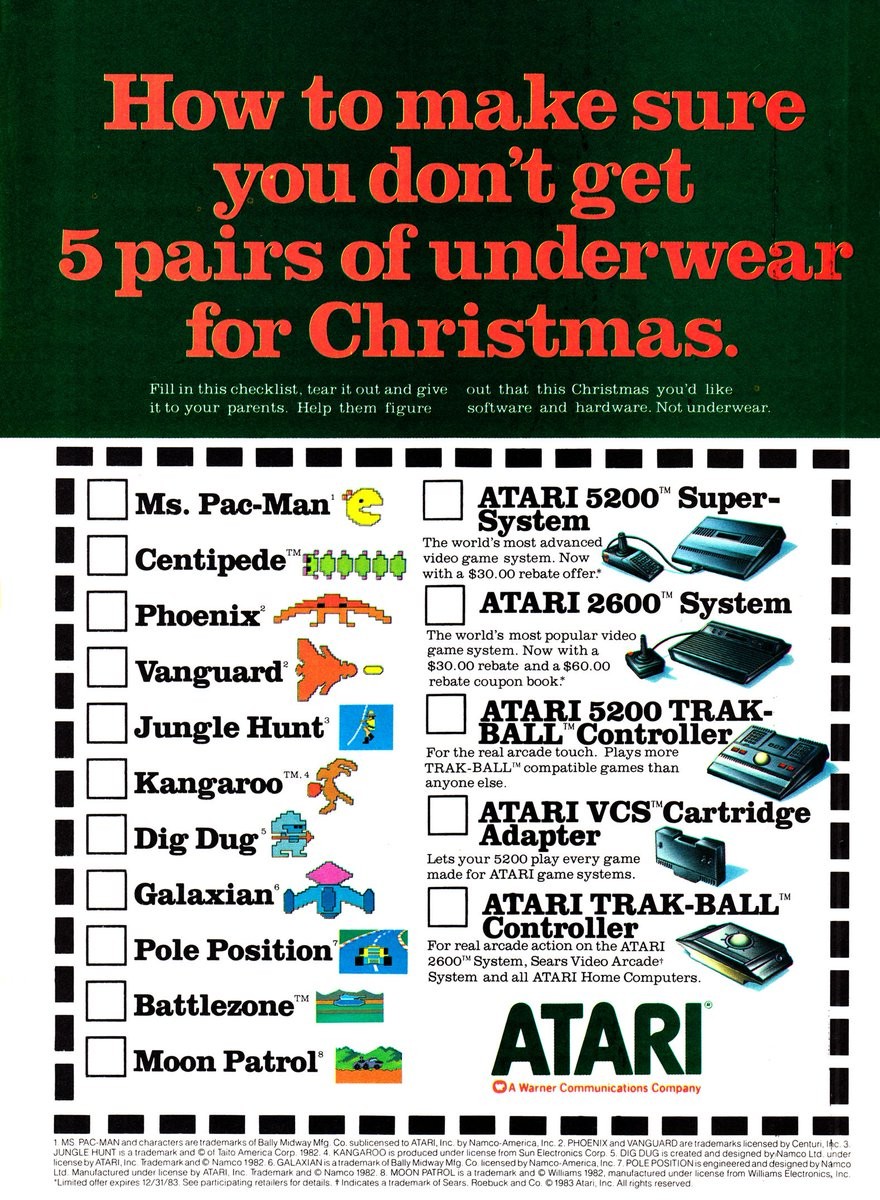 How to make sure
you don't get
5 pairs of underwear
for Christmas.
Fill in this checklist, tear it out and give
it to your parents. Help them figure
out that this Christmas you'd like
software and hardware. Not underwear.
Ms. Pac-Man¹
Centipede™
Phoenix²
Vanguard²
Jungle Hunt³
Kangaroo™,⁴
Dig Dug⁵
Galaxian⁶
Pole Position⁷
Battlezone™
Moon Patrol⁸
ATARI 5200™ Super-
System
The world's most advanced
video game system. Now
with a $30.00 rebate offer.*
ATARI 2600™ System
The world's most popular video
game system. Now with a
$30.00 rebate and a $60.00
rebate coupon book.*
ATARI 5200 TRAK-
BALL™ Controller
For the real arcade touch. Plays more
TRAK-BALL™ compatible games than
anyone else.
ATARI VCS™ Cartridge
Adapter
Lets your 5200 play every game
made for ATARI game systems.
ATARI TRAK-BALL™
Controller
For real arcade action on the ATARI
2600™ System, Sears Video Arcade†
System and all ATARI Home Computers.
ATARI®
A Warner Communications Company
1. MS. PAC-MAN and characters are trademarks of Bally Midway Mfg. Co. sublicensed to ATARI, Inc. by Namco-America, Inc. 2. PHOENIX and VANGUARD are trademarks licensed by Centuri, Inc. 3.
JUNGLE HUNT is a trademark and © of Taito America Corp. 1982. 4. KANGAROO is produced under license from Sun Electronics Corp. 5. DIG DUG is created and designed by Namco Ltd. under
license by ATARI, Inc. Trademark and © Namco 1982. 6. GALAXIAN is a trademark of Bally Midway Mfg. Co. licensed by Namco-America, Inc. 7. POLE POSITION is engineered and designed by Namco
Ltd. Manufactured under license by ATARI, Inc. Trademark and © Namco 1982. 8. MOON PATROL is a trademark and © Williams 1982, manufactured under license from Williams Electronics, Inc.
*Limited offer expires 12/31/83. See participating retailers for details. † Indicates a trademark of Sears, Roebuck and Co. © 1983 Atari, Inc. All rights reserved.